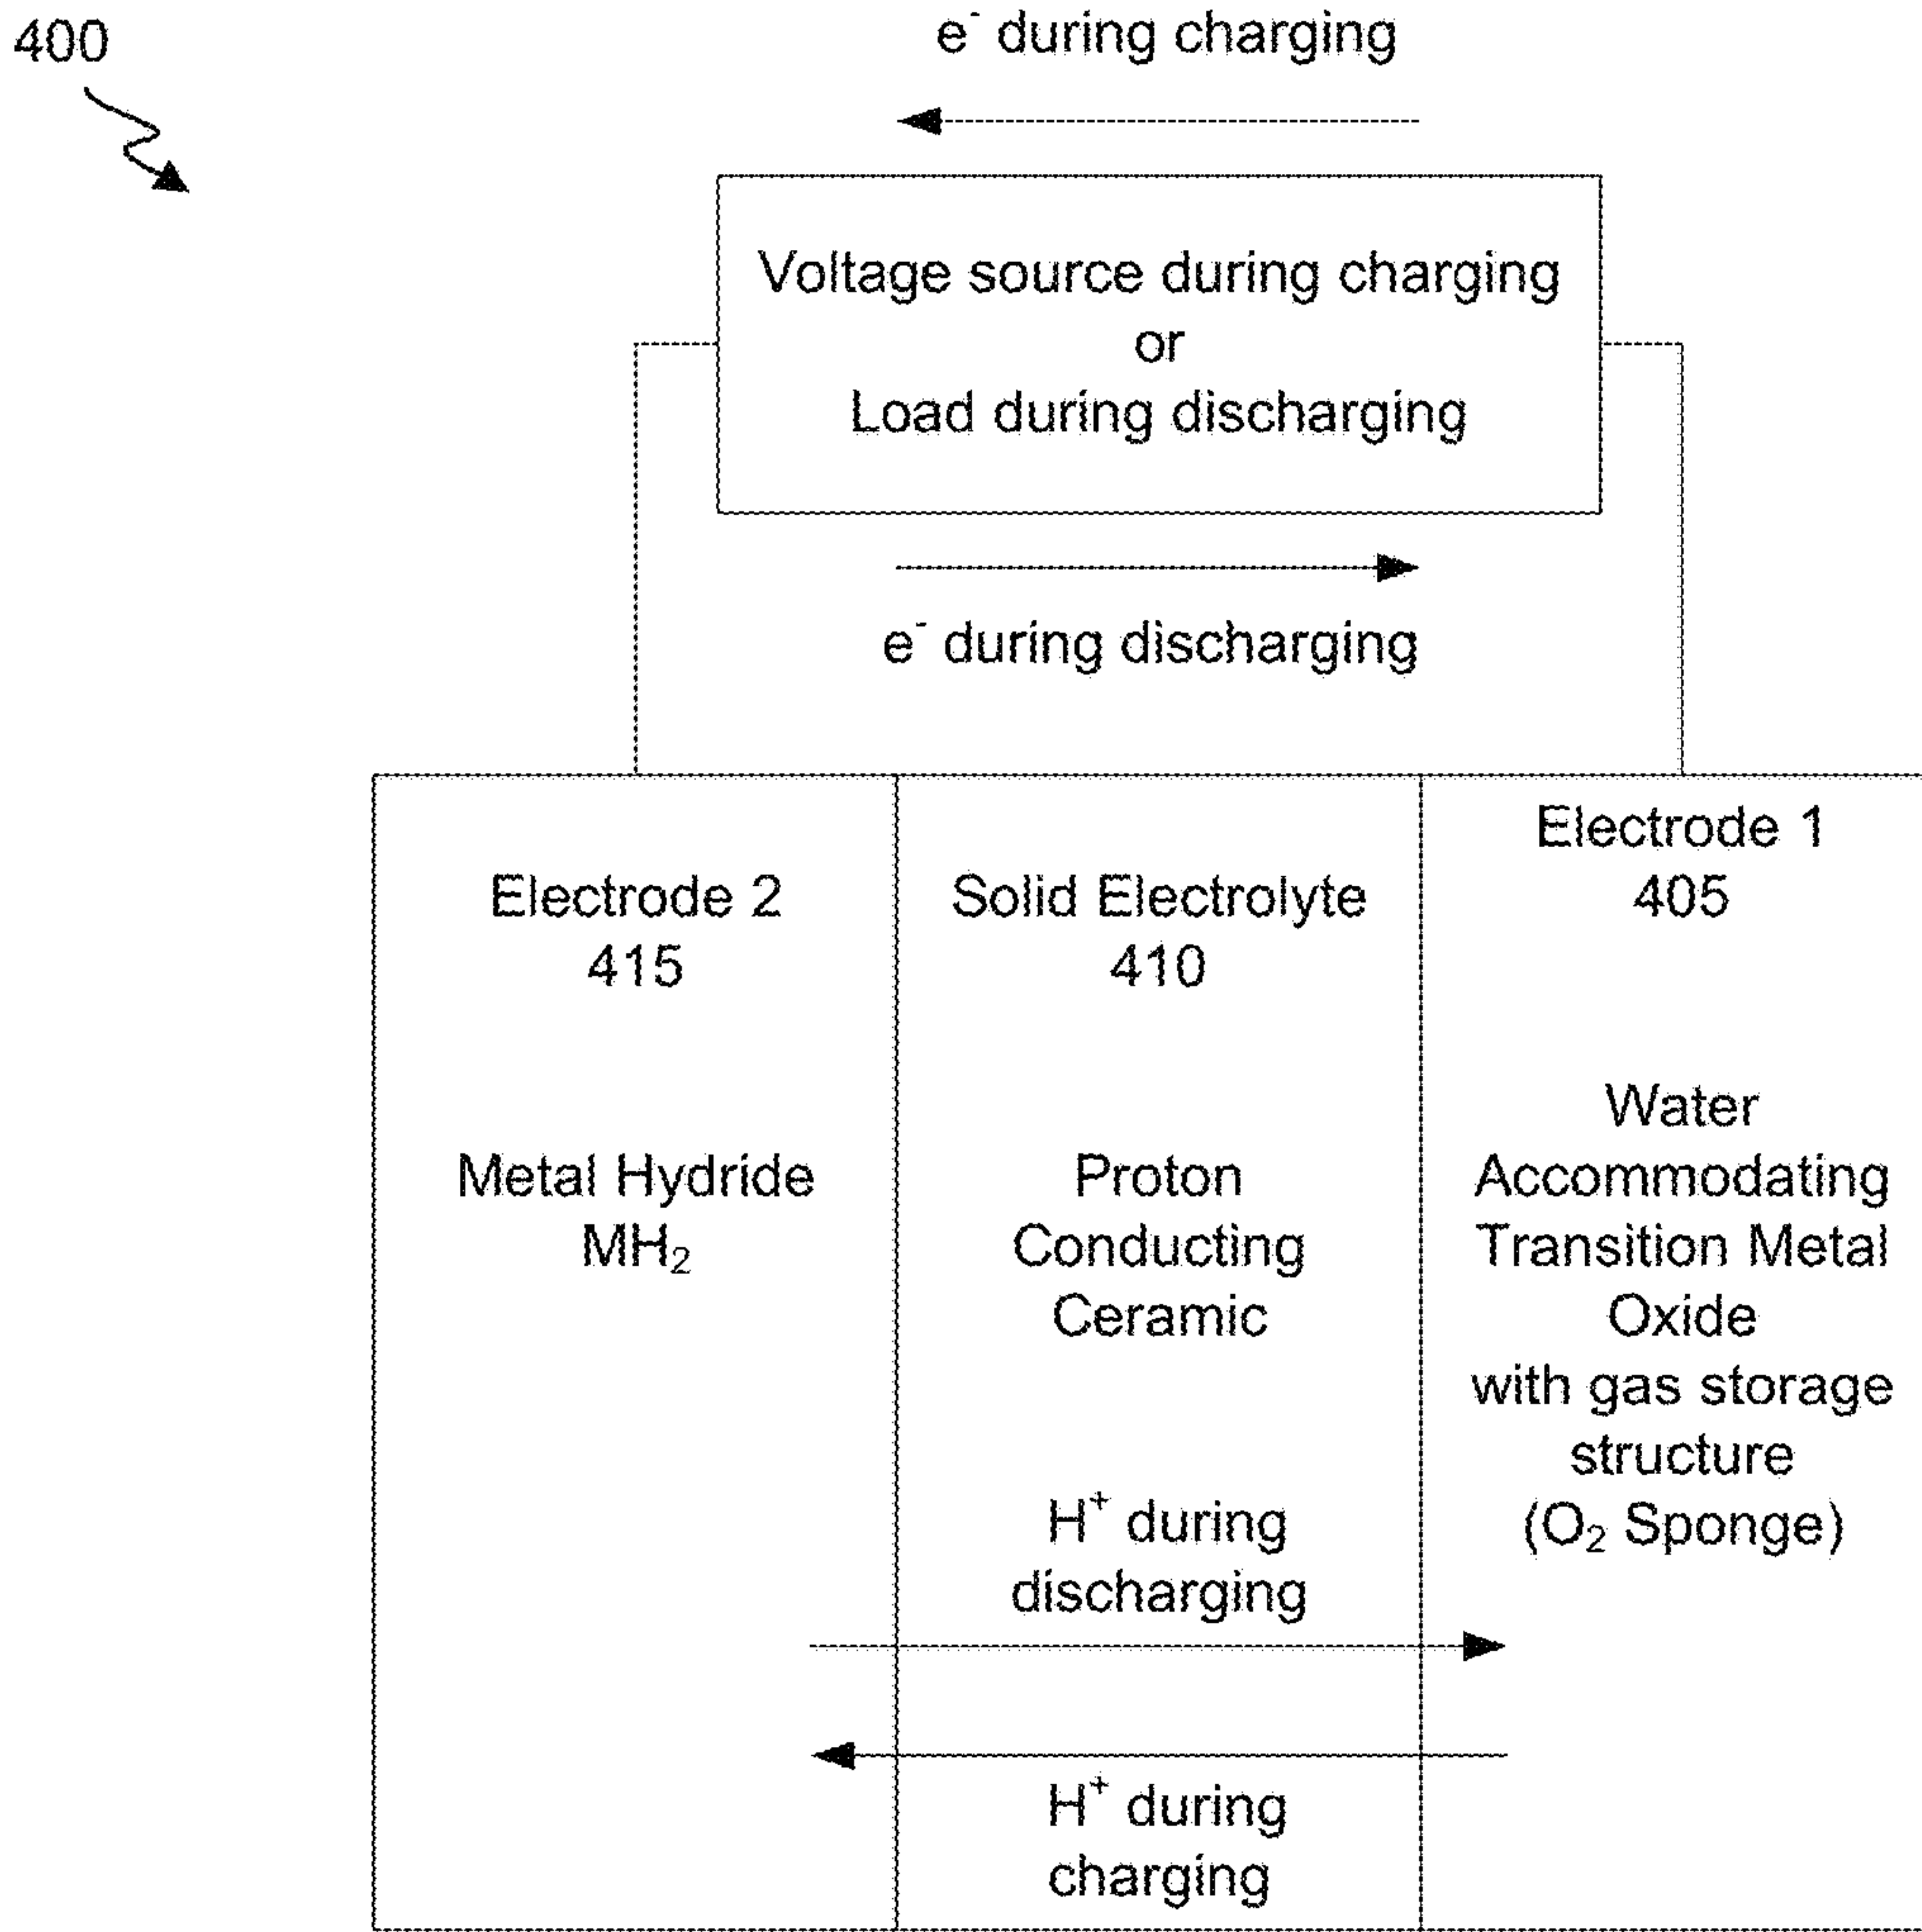 400
e⁻ during charging
Voltage source during charging
or
Load during discharging
e⁻ during discharging
Electrode 2
415
Metal Hydride
MH₂
Solid Electrolyte
410
Proton
Conducting
Ceramic
H⁺ during
discharging
H⁺ during
charging
Electrode 1
405
Water
Accommodating
Transition Metal
Oxide
with gas storage
structure
(O₂ Sponge)